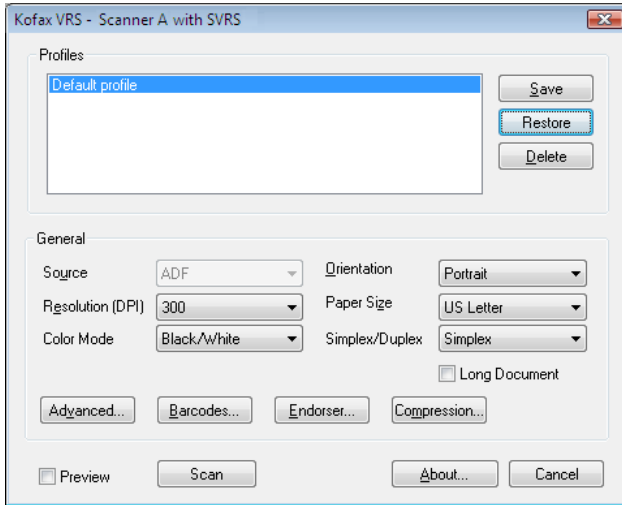 Kofax VRS - Scanner A with SVRS
Profiles
Default profile
Save
Restore
Delete
General
Source ADF Orientation Portrait
Resolution (DPI) 300 Paper Size US Letter
Color Mode Black/White Simplex/Duplex Simplex
Long Document
Advanced... Barcodes... Endorser... Compression...
Preview Scan About... Cancel